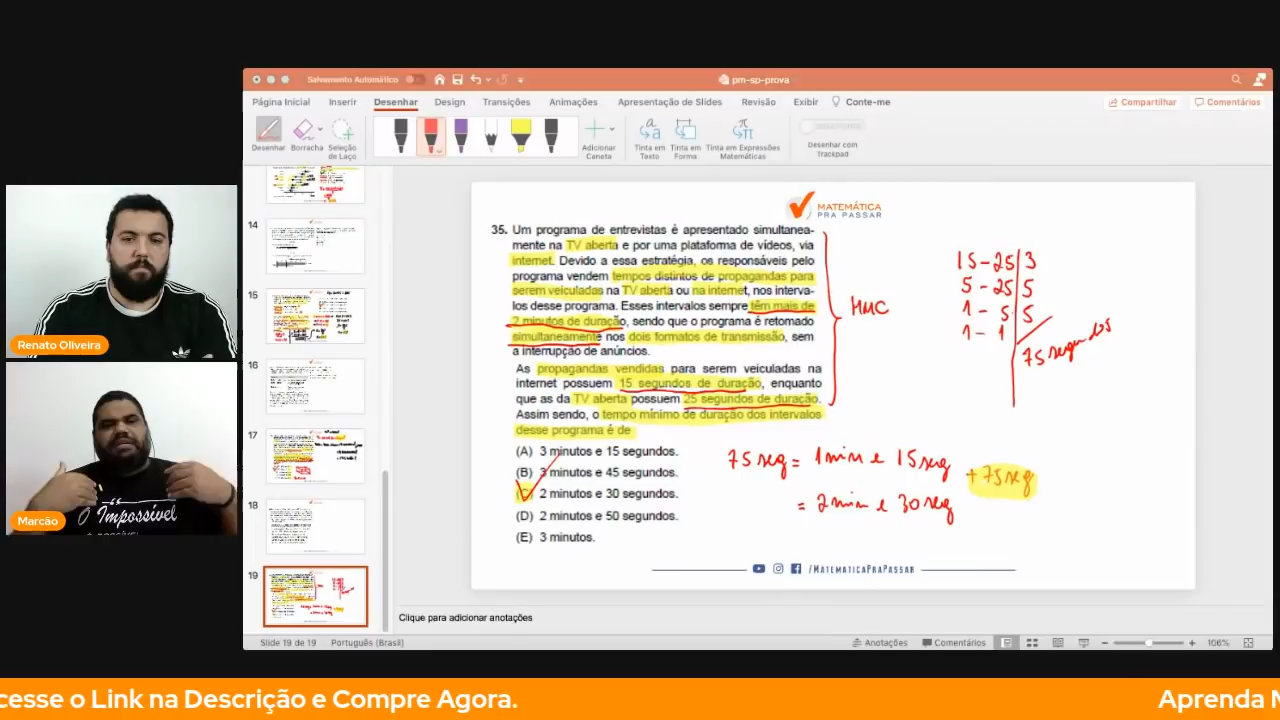 Salvamento Automático
pm-sp-prova
Página Inicial Inserir Desenhar Design Transições Animações Apresentação de Slides Revisão Exibir Conte-me
Compartilhar Comentários
Desenhar Borracha Seleção de Laço
Adicionar Caneta
Tinta em Texto
Tinta em Forma
Tinta em Expressões Matemáticas
Desenhar com Trackpad
14
15
16
17
18
19
Renato Oliveira
Marcão
O Impossível
MATEMÁTICA
PRA PASSAR
35. Um programa de entrevistas é apresentado simultanea-
mente na TV aberta e por uma plataforma de vídeos, via
internet. Devido a essa estratégia, os responsáveis pelo
programa vendem tempos distintos de propagandas para
serem veiculadas na TV aberta ou na internet, nos interva-
los desse programa. Esses intervalos sempre têm mais de
2 minutos de duração, sendo que o programa é retomado
simultaneamente nos dois formatos de transmissão, sem
a interrupção de anúncios.
As propagandas vendidas para serem veiculadas na
internet possuem 15 segundos de duração, enquanto
que as da TV aberta possuem 25 segundos de duração.
Assim sendo, o tempo mínimo de duração dos intervalos
desse programa é de
(A) 3 minutos e 15 segundos.
(B) 3 minutos e 45 segundos.
(C) 2 minutos e 30 segundos.
(D) 2 minutos e 50 segundos.
(E) 3 minutos.
MMC
15 - 25 | 3
5 - 25 | 5
1 - 5 | 5
1 - 1
75 segundos
75 seg = 1 min e 15 seg
+ 75 seg
= 2 min e 30 seg
/MATEMATICAPRAPASSAR
Clique para adicionar anotações
Slide 19 de 19 Português (Brasil)
Anotações Comentários 106%
cesse o Link na Descrição e Compre Agora.
Aprenda M